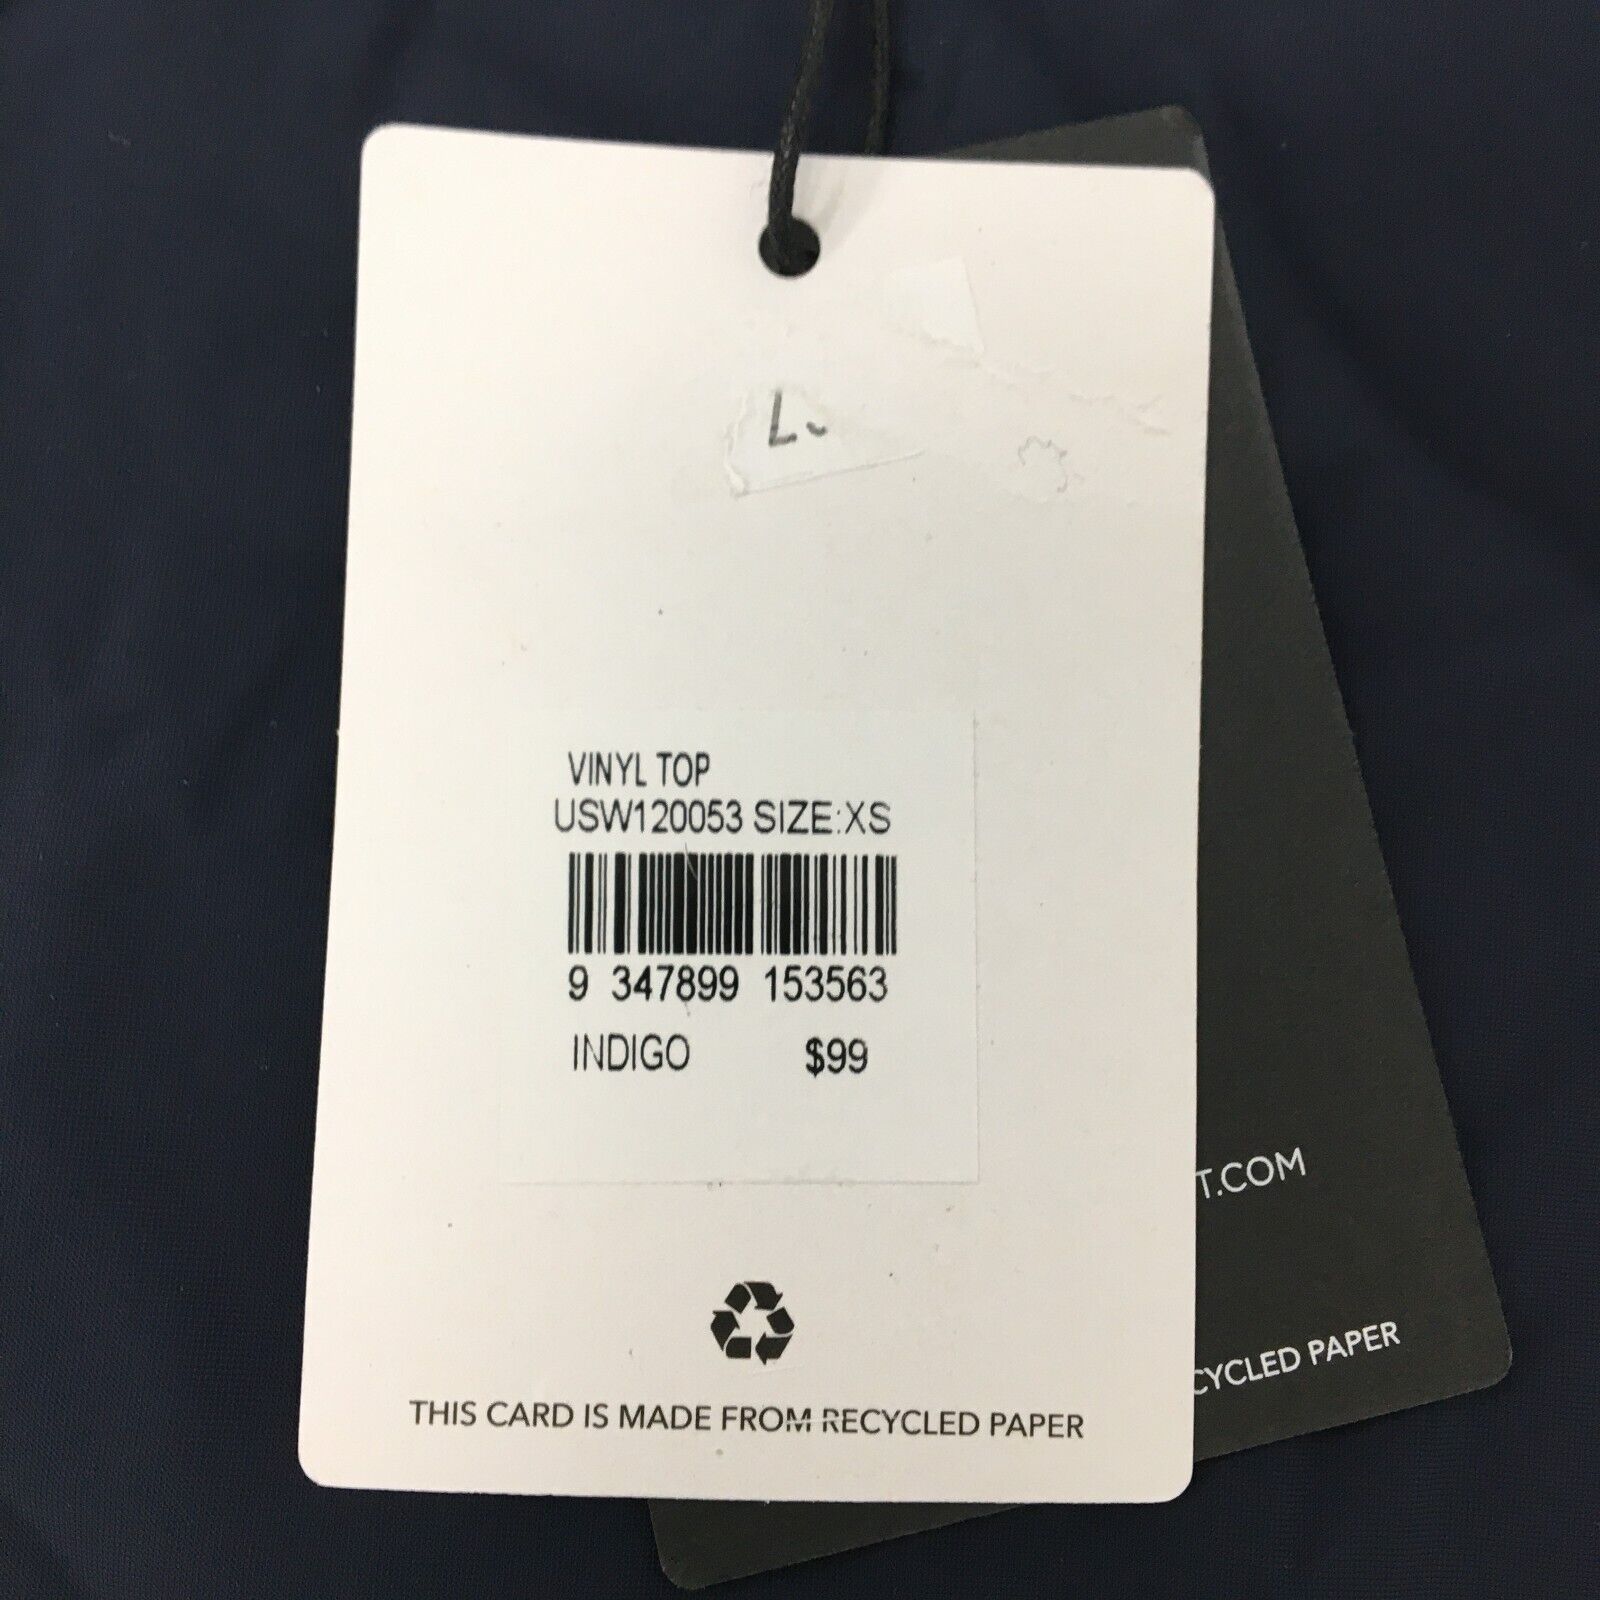 VINYL TOP
USW120053 SIZE:XS
9 347899 153563
INDIGO $99
THIS CARD IS MADE FROM RECYCLED PAPER
T.COM
CYCLED PAPER